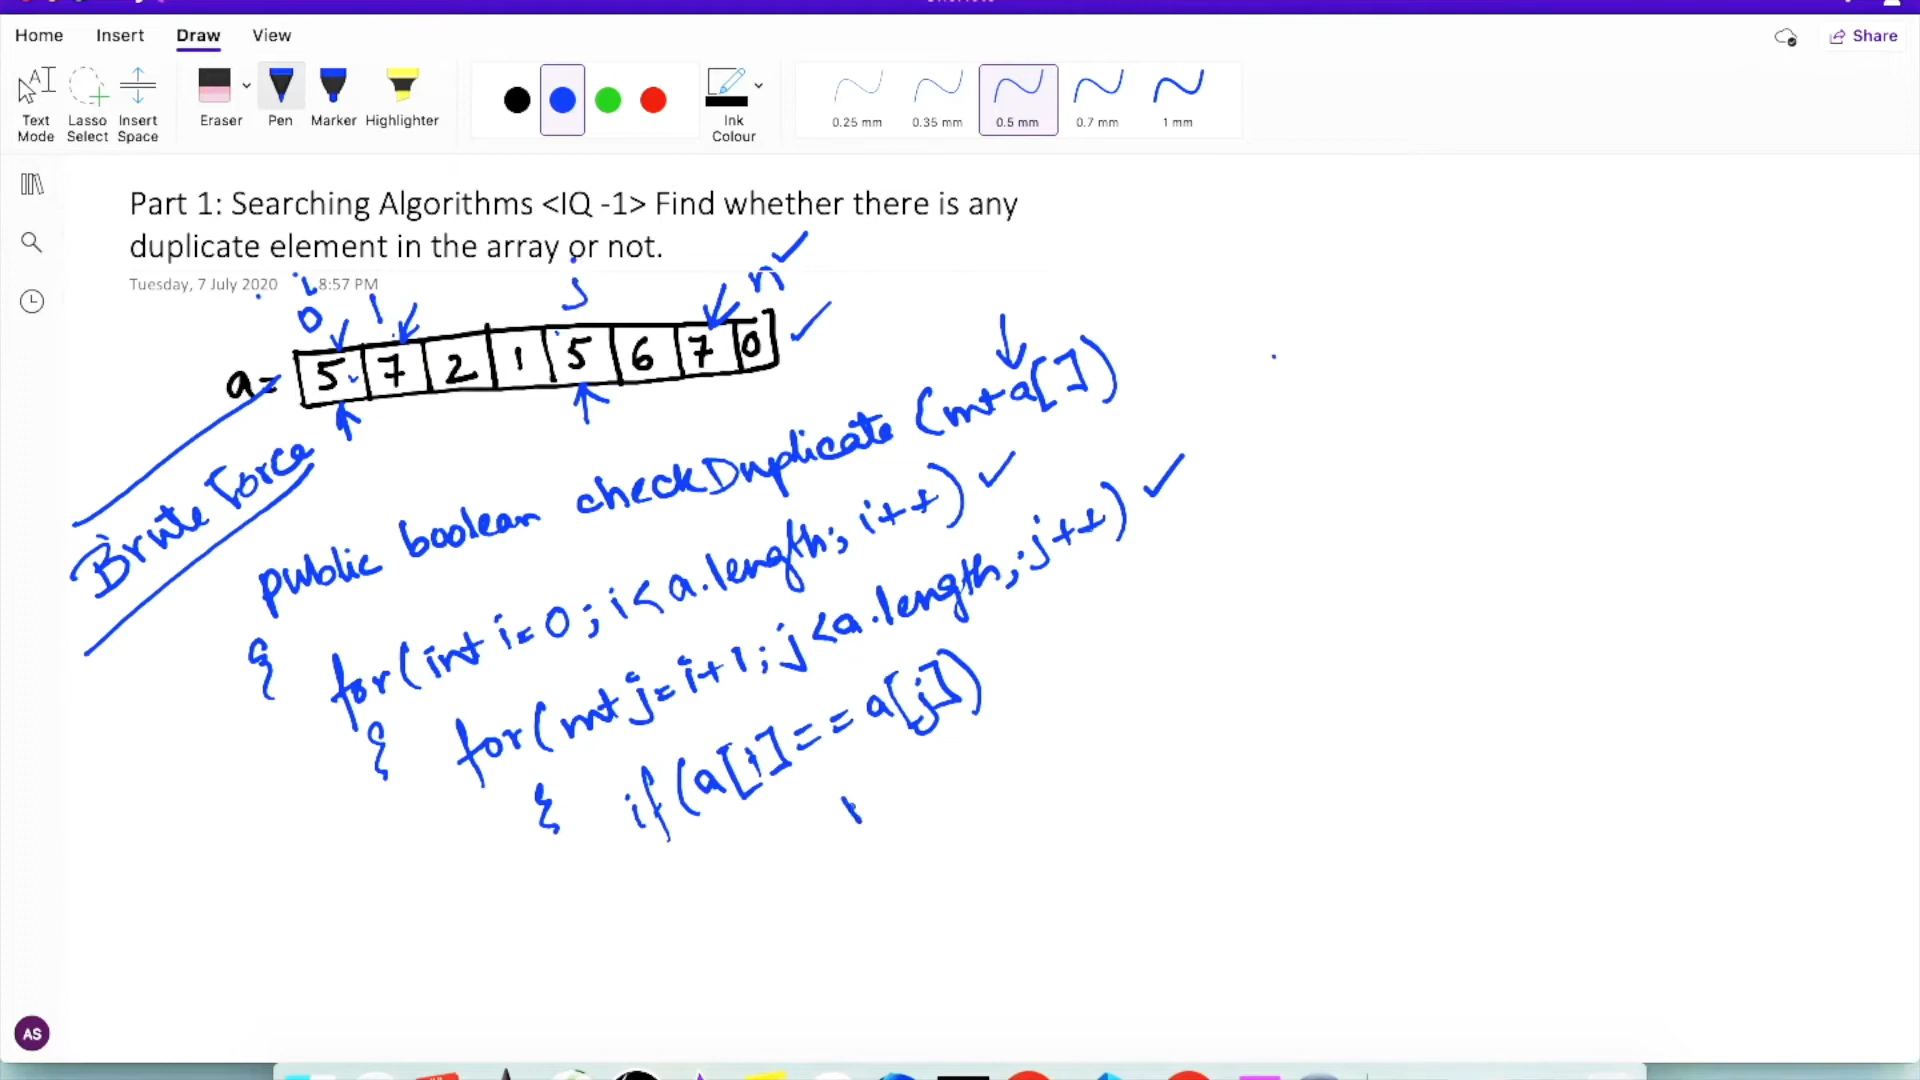 Home Insert Draw View
Share
Text Mode
Lasso Select
Insert Space
Eraser
Pen
Marker
Highlighter
Ink Colour
0.25 mm
0.35 mm
0.5 mm
0.7 mm
1 mm
Part 1: Searching Algorithms <IQ -1> Find whether there is any
duplicate element in the array or not.
Tuesday, 7 July 2020 8:57 PM
i j n
0 1
a= 5 7 2 1 5 6 7 0
Brute Force
public boolean checkDuplicate (int a[])
{ for(int i=0; i<a.length; i++)
{ for(int j=i+1; j<a.length; j++)
{ if(a[i]==a[j])
AS